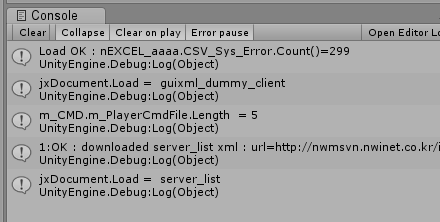 Console
Clear Collapse Clear on play Error pause Open Editor Lo
Load OK : nEXCEL_aaaa.CSV_Sys_Error.Count()=299
UnityEngine.Debug:Log(Object)
jxDocument.Load =  guixml_dummy_client
UnityEngine.Debug:Log(Object)
m_CMD.m_PlayerCmdFile.Length  = 5
UnityEngine.Debug:Log(Object)
1:OK : downloaded server_list xml : url=http://nwmsvn.nwinet.co.kr/i
UnityEngine.Debug:Log(Object)
jxDocument.Load =  server_list
UnityEngine.Debug:Log(Object)